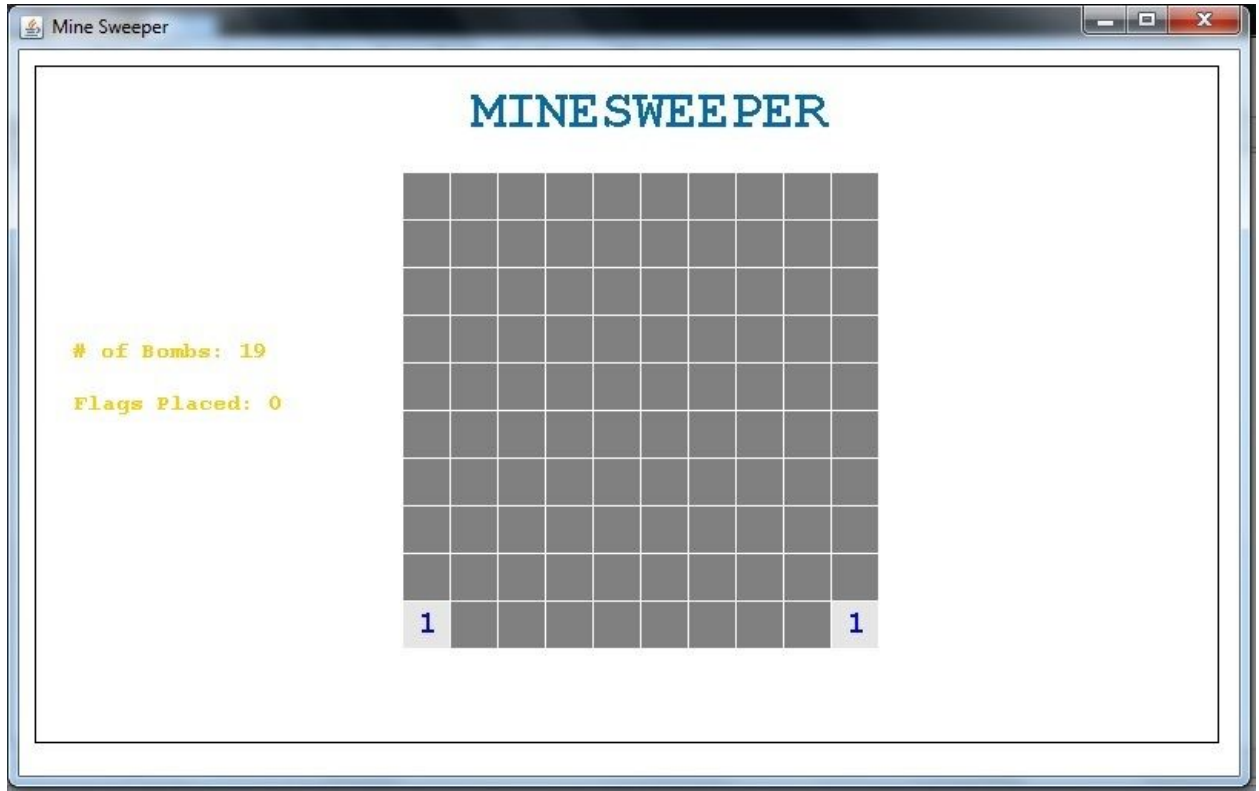 Mine Sweeper
MINESWEEPER
# of Bombs: 19
Flags Placed: 0
1 1